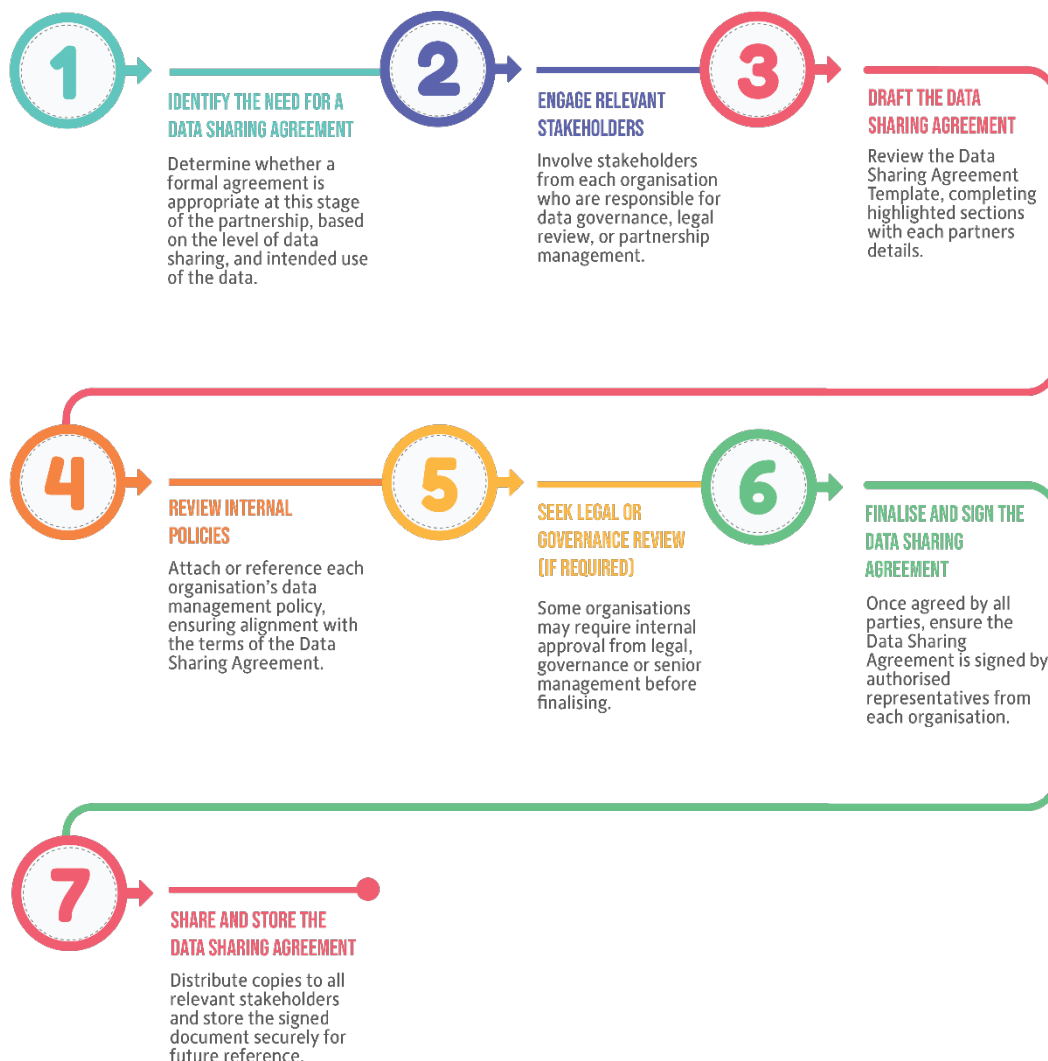 1
IDENTIFY THE NEED FOR A
DATA SHARING AGREEMENT
Determine whether a
formal agreement is
appropriate at this stage
of the partnership, based
on the level of data
sharing, and intended use
of the data.
2
ENGAGE RELEVANT
STAKEHOLDERS
Involve stakeholders
from each organisation
who are responsible for
data governance, legal
review, or partnership
management.
3
DRAFT THE DATA
SHARING AGREEMENT
Review the Data
Sharing Agreement
Template, completing
highlighted sections
with each partners
details.
4
REVIEW INTERNAL
POLICIES
Attach or reference each
organisation’s data
management policy,
ensuring alignment with
the terms of the Data
Sharing Agreement.
5
SEEK LEGAL OR
GOVERNANCE REVIEW
(IF REQUIRED)
Some organisations
may require internal
approval from legal,
governance or senior
management before
finalising.
6
FINALISE AND SIGN THE
DATA SHARING
AGREEMENT
Once agreed by all
parties, ensure the
Data Sharing
Agreement is signed by
authorised
representatives from
each organisation.
7
SHARE AND STORE THE
DATA SHARING AGREEMENT
Distribute copies to all
relevant stakeholders
and store the signed
document securely for
future reference.